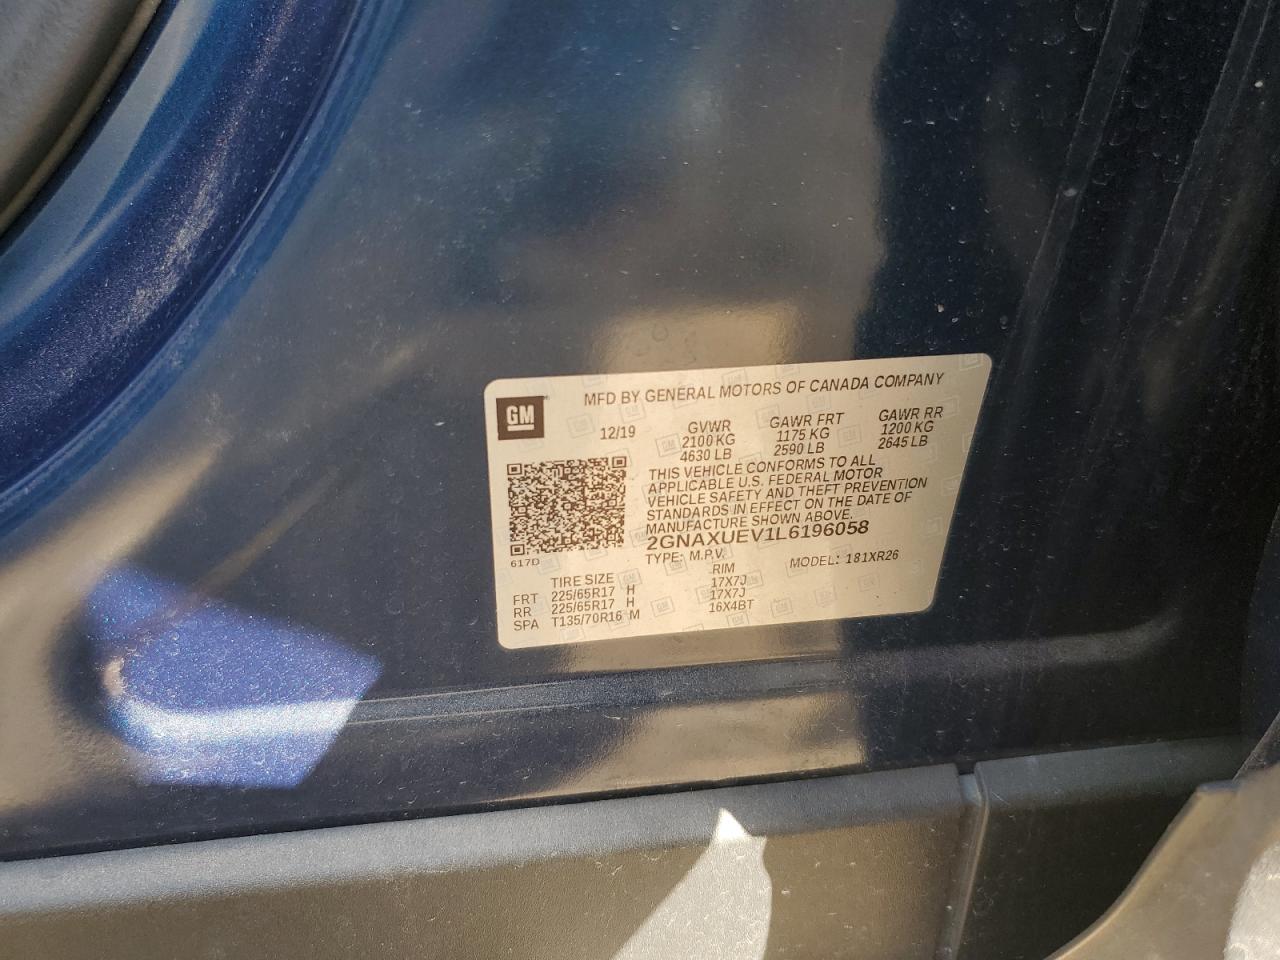 MFD BY GENERAL MOTORS OF CANADA COMPANY
GM
12/19 GVWR GAWR FRT GAWR RR
2100 KG 1175 KG 1200 KG
4630 LB 2590 LB 2645 LB
THIS VEHICLE CONFORMS TO ALL
APPLICABLE U.S. FEDERAL MOTOR
VEHICLE SAFETY AND THEFT PREVENTION
STANDARDS IN EFFECT ON THE DATE OF
MANUFACTURE SHOWN ABOVE.
2GNAXUEV1L6196058
617D
TYPE: M.P.V. MODEL: 181XR26
TIRE SIZE RIM
FRT 225/65R17 H 17X7J
RR 225/65R17 H 17X7J
SPA T135/70R16 M 16X4BT